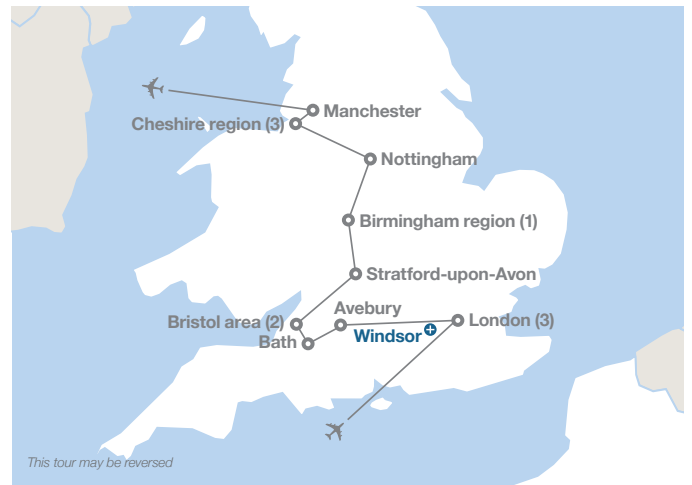 Manchester
Cheshire region (3)
Nottingham
Birmingham region (1)
Stratford-upon-Avon
Avebury
Bristol area (2)
London (3)
Windsor
Bath
This tour may be reversed